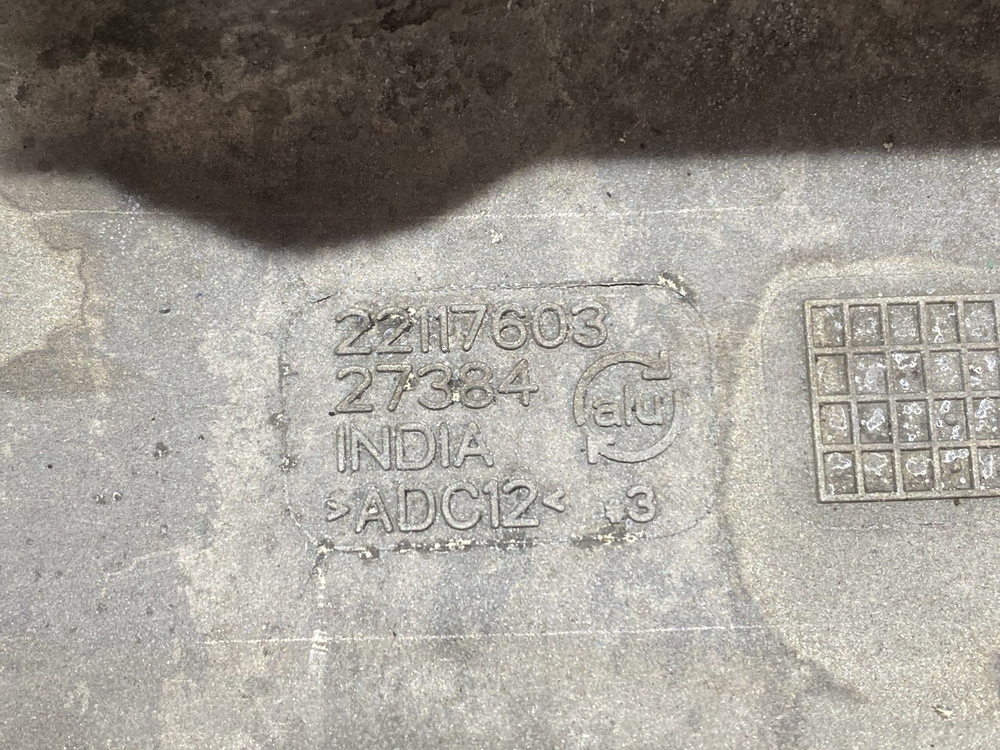 22117603
27384
INDIA
alu
>ADC12< 3